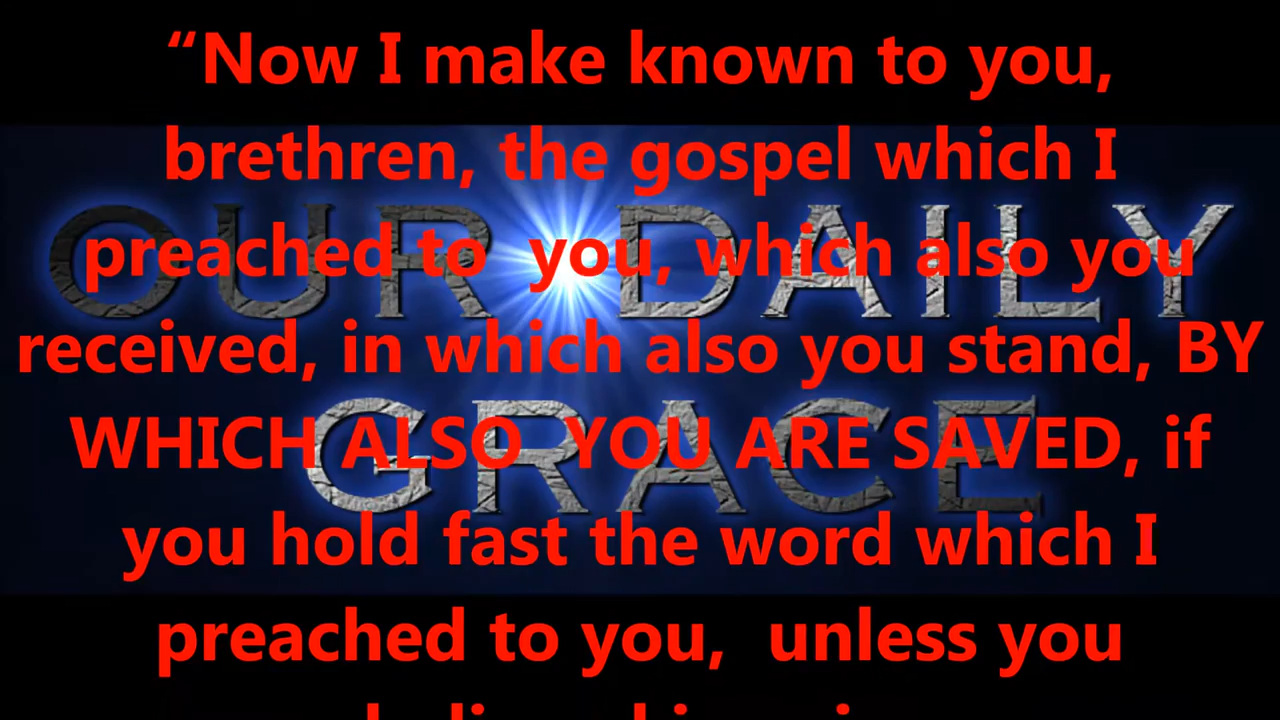 “Now I make known to you,
brethren, the gospel which I
preached to you, which also you
received, in which also you stand, BY
WHICH ALSO YOU ARE SAVED, if
you hold fast the word which I
preached to you, unless you
OUR DAILY
GRACE